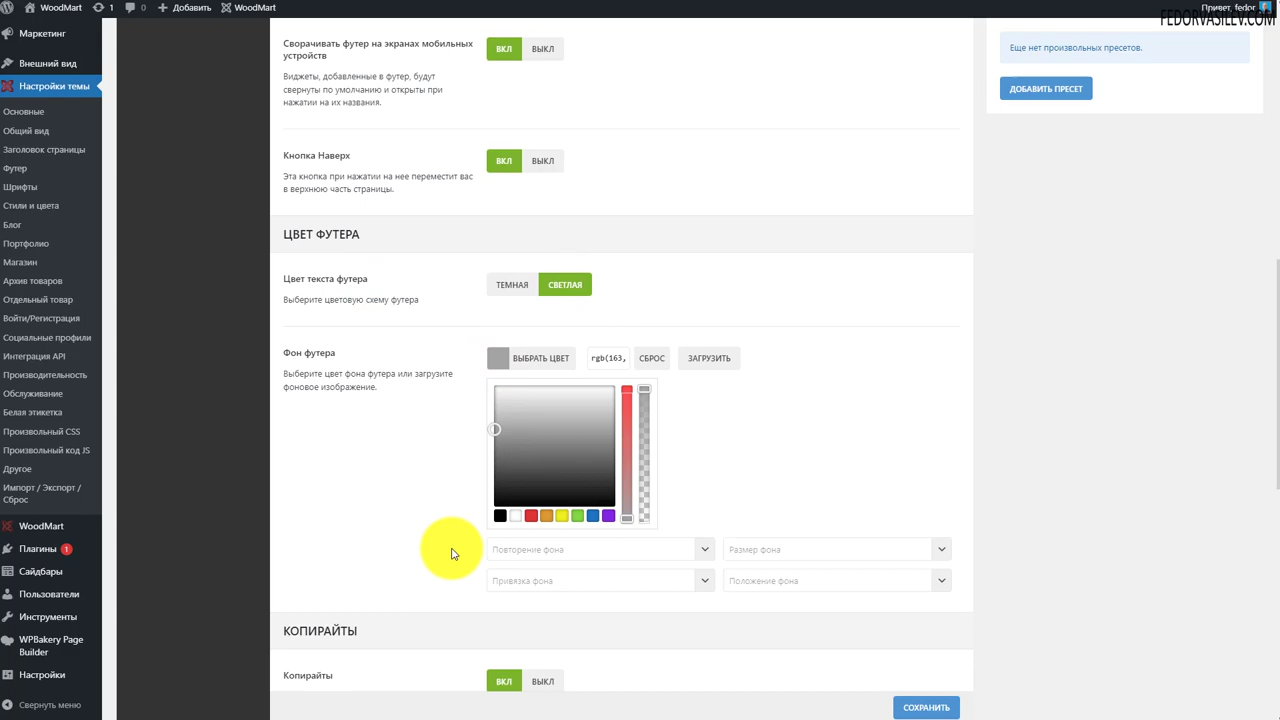 WoodMart
1
0
Добавить
WoodMart
Привет, fedor
FEDORVASILEV.COM
Маркетинг
Внешний вид
Настройки темы
Основные
Общий вид
Заголовок страницы
Футер
Шрифты
Стили и цвета
Блог
Портфолио
Магазин
Архив товаров
Отдельный товар
Войти/Регистрация
Социальные профили
Интеграция API
Производительность
Обслуживание
Белая этикетка
Произвольный CSS
Произвольный код JS
Другое
Импорт / Экспорт /
Сброс
WoodMart
Плагины 1
Сайдбары
Пользователи
Инструменты
WPBakery Page
Builder
Настройки
Свернуть меню
Сворачивать футер на экранах мобильных
устройств
Виджеты, добавленные в футер, будут
свернуты по умолчанию и открыты при
нажатии на их названия.
ВКЛ ВЫКЛ
Кнопка Наверх
Эта кнопка при нажатии на нее переместит вас
в верхнюю часть страницы.
ВКЛ ВЫКЛ
ЦВЕТ ФУТЕРА
Цвет текста футера
Выберите цветовую схему футера
ТЕМНАЯ СВЕТЛАЯ
Фон футера
Выберите цвет фона футера или загрузите
фоновое изображение.
ВЫБРАТЬ ЦВЕТ rgb(163, СБРОС ЗАГРУЗИТЬ
Повторение фона Размер фона
Привязка фона Положение фона
КОПИРАЙТЫ
Копирайты
ВКЛ ВЫКЛ
СОХРАНИТЬ
Еще нет произвольных пресетов.
ДОБАВИТЬ ПРЕСЕТ